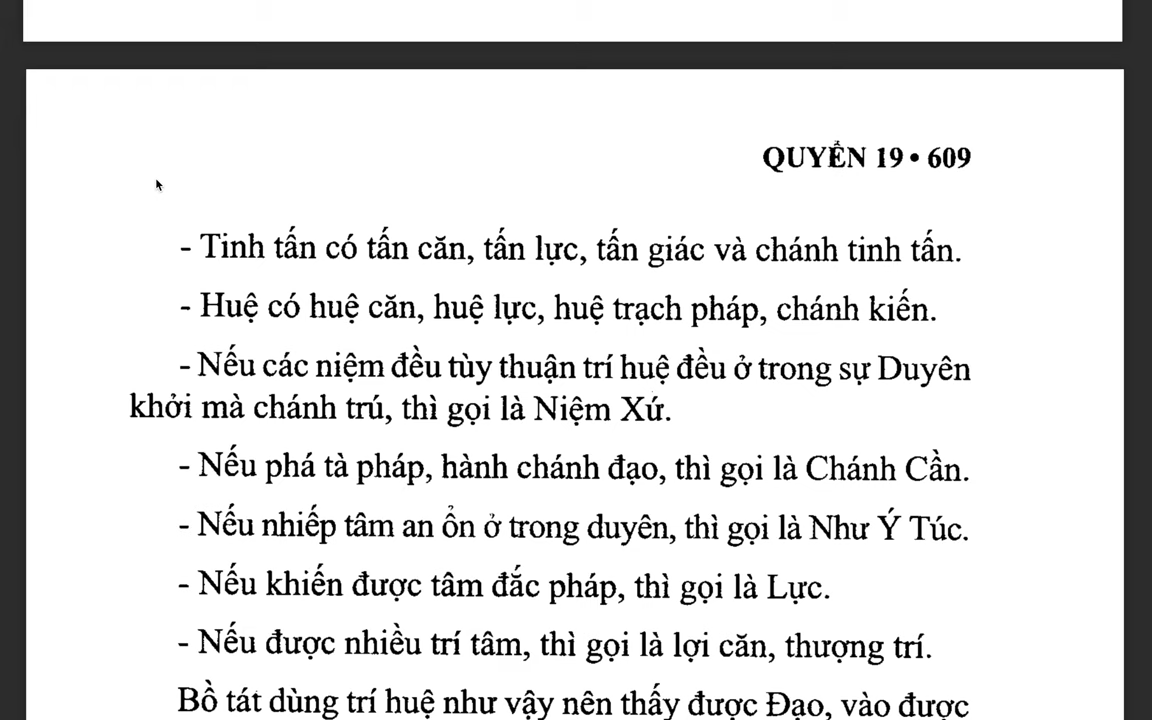 QUYỂN 19 • 609
- Tinh tấn có tấn căn, tấn lực, tấn giác và chánh tinh tấn.
- Huệ có huệ căn, huệ lực, huệ trạch pháp, chánh kiến.
- Nếu các niệm đều tùy thuận trí huệ đều ở trong sự Duyên
khởi mà chánh trú, thì gọi là Niệm Xứ.
- Nếu phá tà pháp, hành chánh đạo, thì gọi là Chánh Cần.
- Nếu nhiếp tâm an ổn ở trong duyên, thì gọi là Như Ý Túc.
- Nếu khiến được tâm đắc pháp, thì gọi là Lực.
- Nếu được nhiều trí tâm, thì gọi là lợi căn, thượng trí.
Bồ tát dùng trí huệ như vậy nên thấy được Đạo, vào được